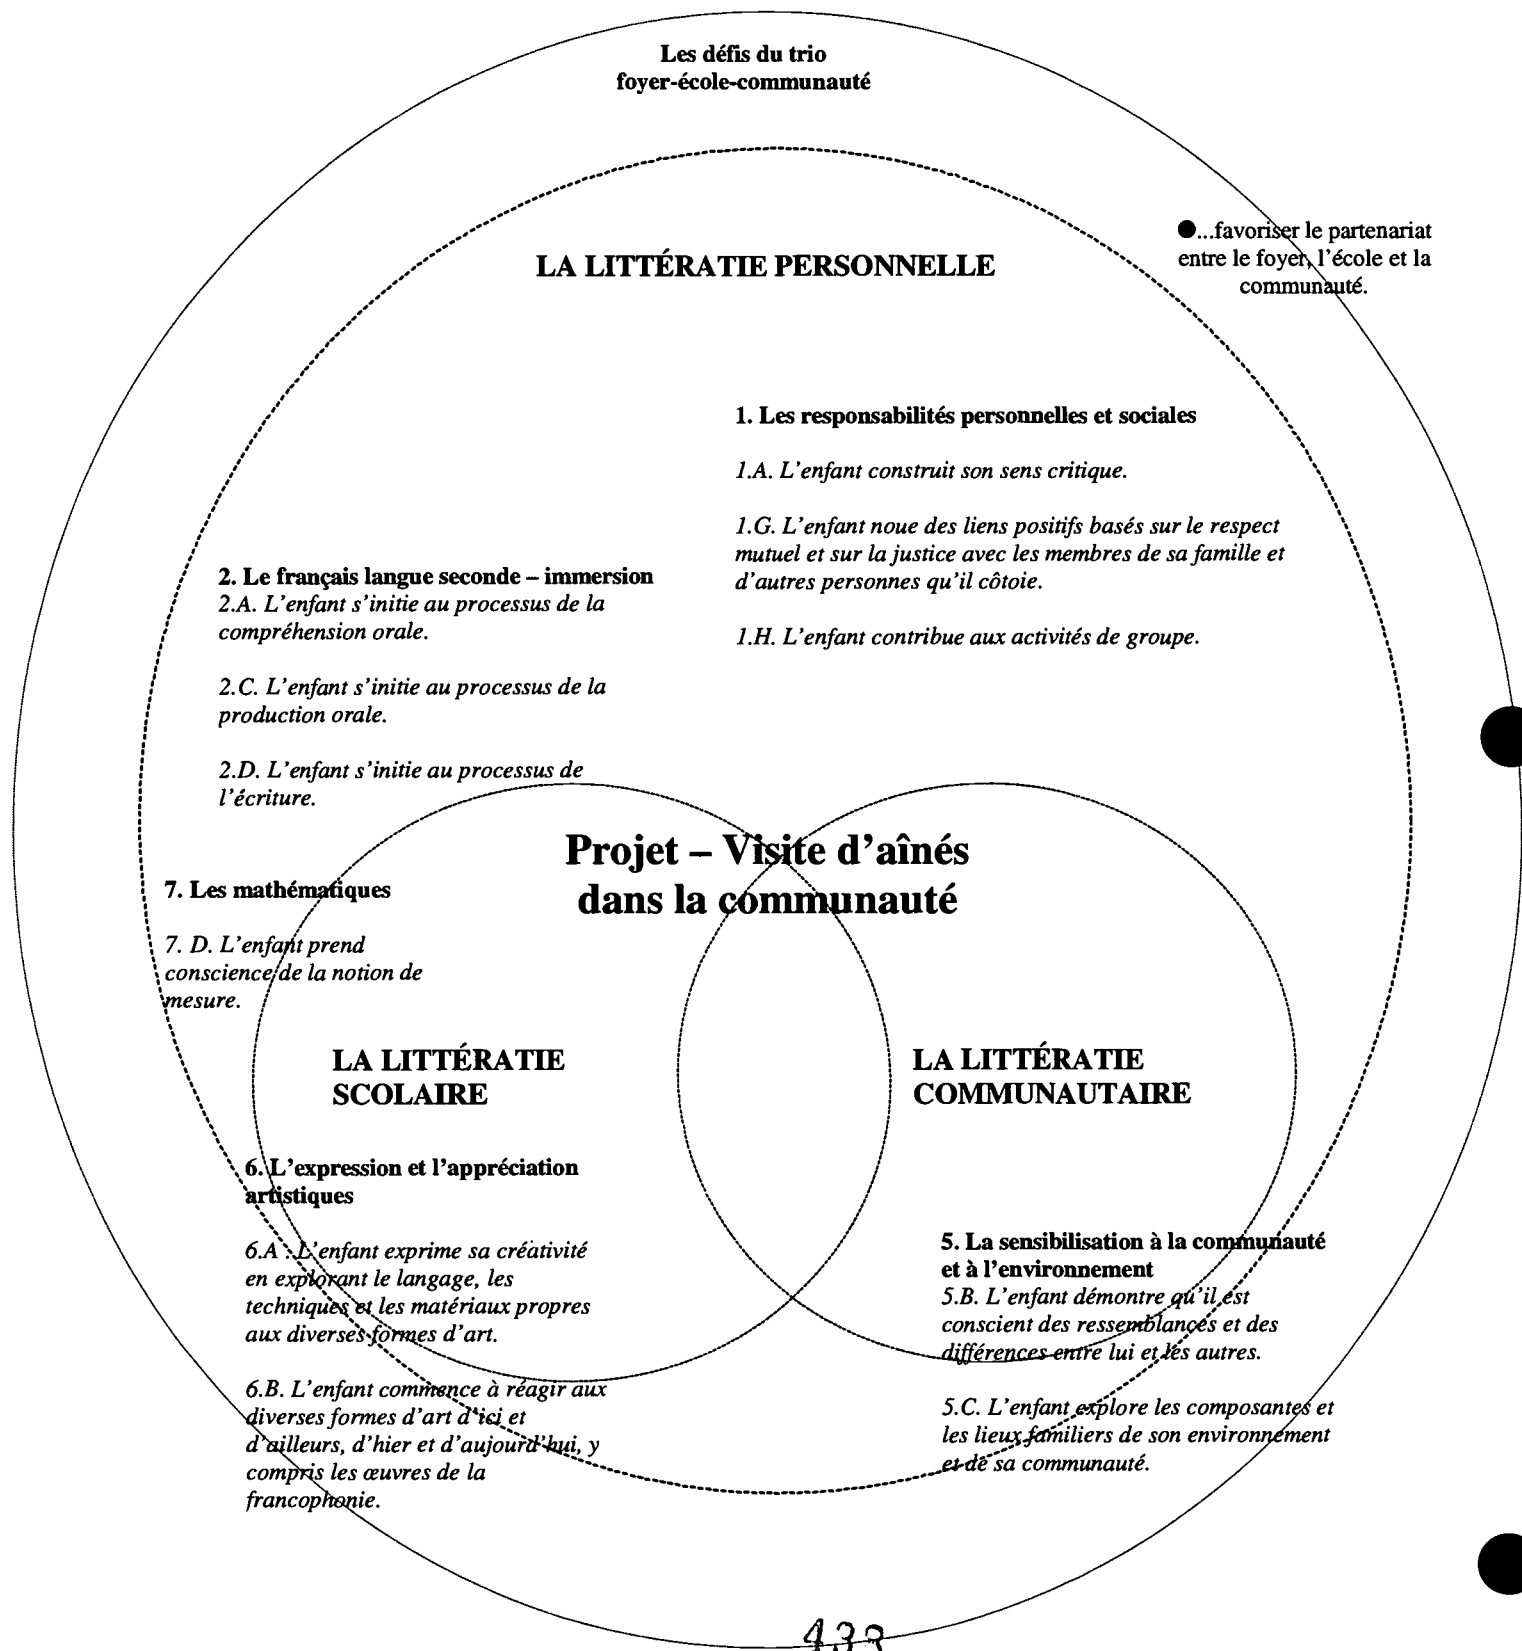 Les défis du trio
foyer-école-communauté
●...favoriser le partenariat
entre le foyer, l'école et la
communauté.
LA LITTÉRATIE PERSONNELLE
1. Les responsabilités personnelles et sociales
1.A. L'enfant construit son sens critique.
1.G. L'enfant noue des liens positifs basés sur le respect
mutuel et sur la justice avec les membres de sa famille et
d'autres personnes qu'il côtoie.
1.H. L'enfant contribue aux activités de groupe.
2. Le français langue seconde – immersion
2.A. L'enfant s'initie au processus de la
compréhension orale.
2.C. L'enfant s'initie au processus de la
production orale.
2.D. L'enfant s'initie au processus de
l'écriture.
Projet – Visite d'aînés
dans la communauté
7. Les mathématiques
7. D. L'enfant prend
conscience de la notion de
mesure.
LA LITTÉRATIE
SCOLAIRE
LA LITTÉRATIE
COMMUNAUTAIRE
6. L'expression et l'appréciation
artistiques
6.A : L'enfant exprime sa créativité
en explorant le langage, les
techniques et les matériaux propres
aux diverses formes d'art.
6.B. L'enfant commence à réagir aux
diverses formes d'art d'ici et
d'ailleurs, d'hier et d'aujourd'hui, y
compris les œuvres de la
francophonie.
5. La sensibilisation à la communauté
et à l'environnement
5.B. L'enfant démontre qu'il est
conscient des ressemblances et des
différences entre lui et les autres.
5.C. L'enfant explore les composantes et
les lieux familiers de son environnement
et de sa communauté.